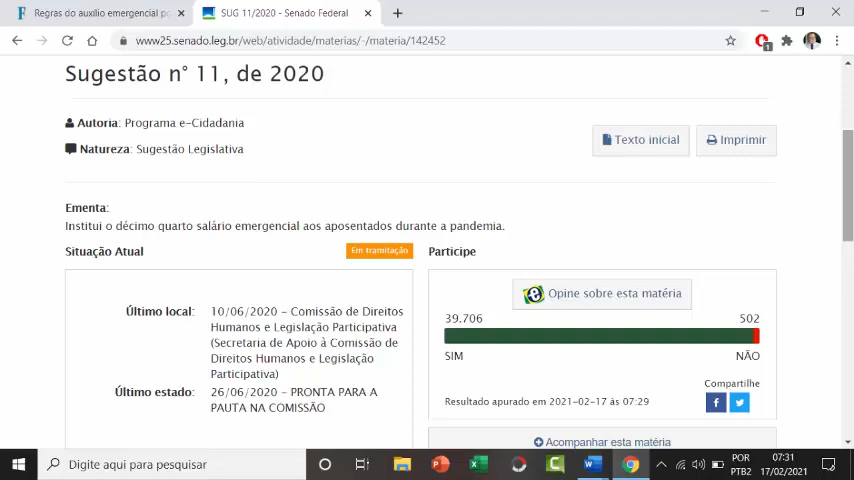 Regras do auxílio emergencial po
SUG 11/2020 - Senado Federal
www25.senado.leg.br/web/atividade/materias/-/materia/142452
1
Sugestão n° 11, de 2020
Autoria: Programa e-Cidadania
Natureza: Sugestão Legislativa
Texto inicial
Imprimir
Ementa:
Institui o décimo quarto salário emergencial aos aposentados durante a pandemia.
Situação Atual
Em tramitação
Último local:
10/06/2020 - Comissão de Direitos
Humanos e Legislação Participativa
(Secretaria de Apoio à Comissão de
Direitos Humanos e Legislação
Participativa)
Último estado:
26/06/2020 - PRONTA PARA A
PAUTA NA COMISSÃO
Participe
Opine sobre esta matéria
39.706
502
SIM
NÃO
Compartilhe
Resultado apurado em 2021-02-17 às 07:29
Acompanhar esta matéria
Digite aqui para pesquisar
POR
PTB2
07:31
17/02/2021